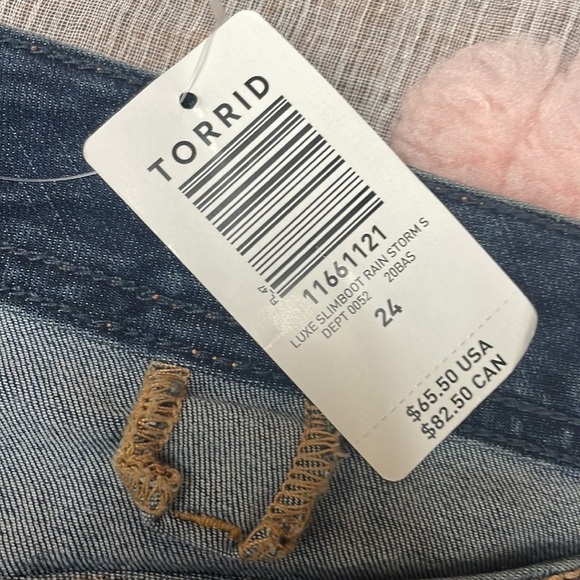 TORRID
11661121
LUXE SLIMBOOT RAIN STORM S
DEPT 0052 20BAS
24
$65.50 USA
$82.50 CAN